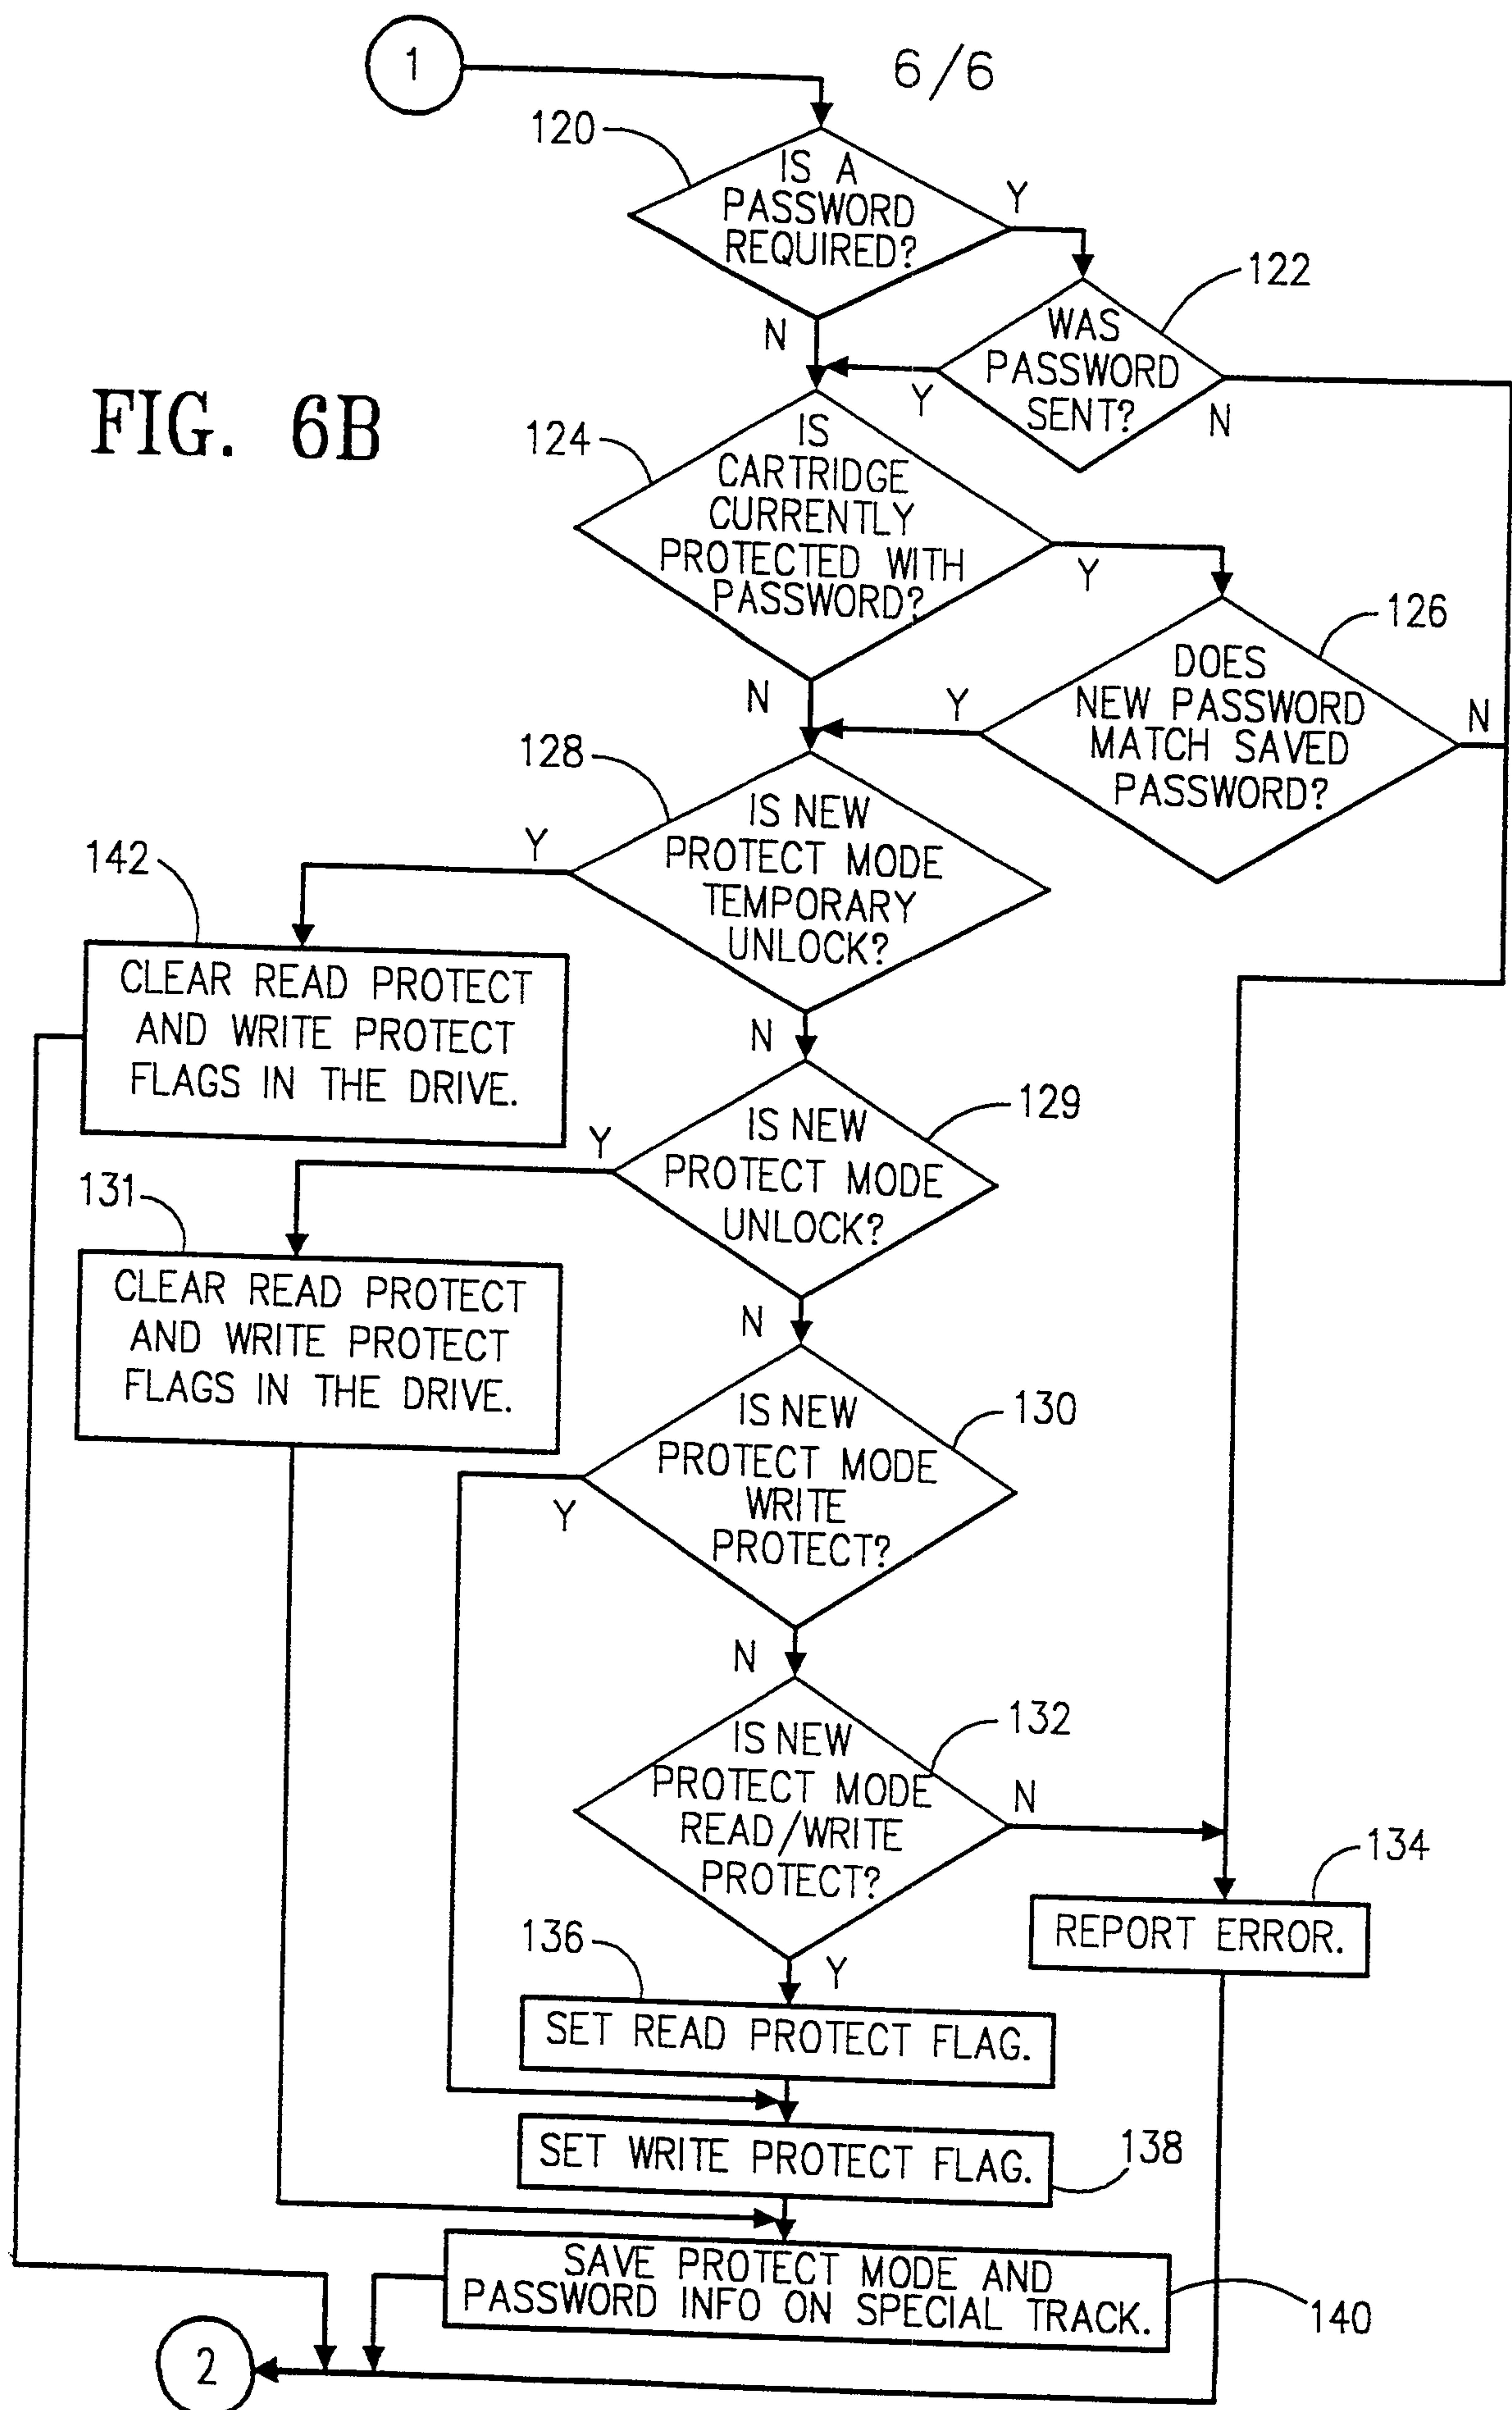 1
6/6
120
IS A
PASSWORD
REQUIRED?
Y
N
122
WAS
PASSWORD
SENT?
Y
N
FIG. 6B
124
IS
CARTRIDGE
CURRENTLY
PROTECTED WITH
PASSWORD?
Y
N
126
DOES
NEW PASSWORD
MATCH SAVED
PASSWORD?
Y
N
128
IS NEW
PROTECT MODE
TEMPORARY
UNLOCK?
Y
N
142
CLEAR READ PROTECT
AND WRITE PROTECT
FLAGS IN THE DRIVE.
129
IS NEW
PROTECT MODE
UNLOCK?
Y
N
131
CLEAR READ PROTECT
AND WRITE PROTECT
FLAGS IN THE DRIVE.
130
IS NEW
PROTECT MODE
WRITE
PROTECT?
Y
N
132
IS NEW
PROTECT MODE
READ/WRITE
PROTECT?
N
Y
134
REPORT ERROR.
136
SET READ PROTECT FLAG.
SET WRITE PROTECT FLAG.
138
SAVE PROTECT MODE AND
PASSWORD INFO ON SPECIAL TRACK.
140
2